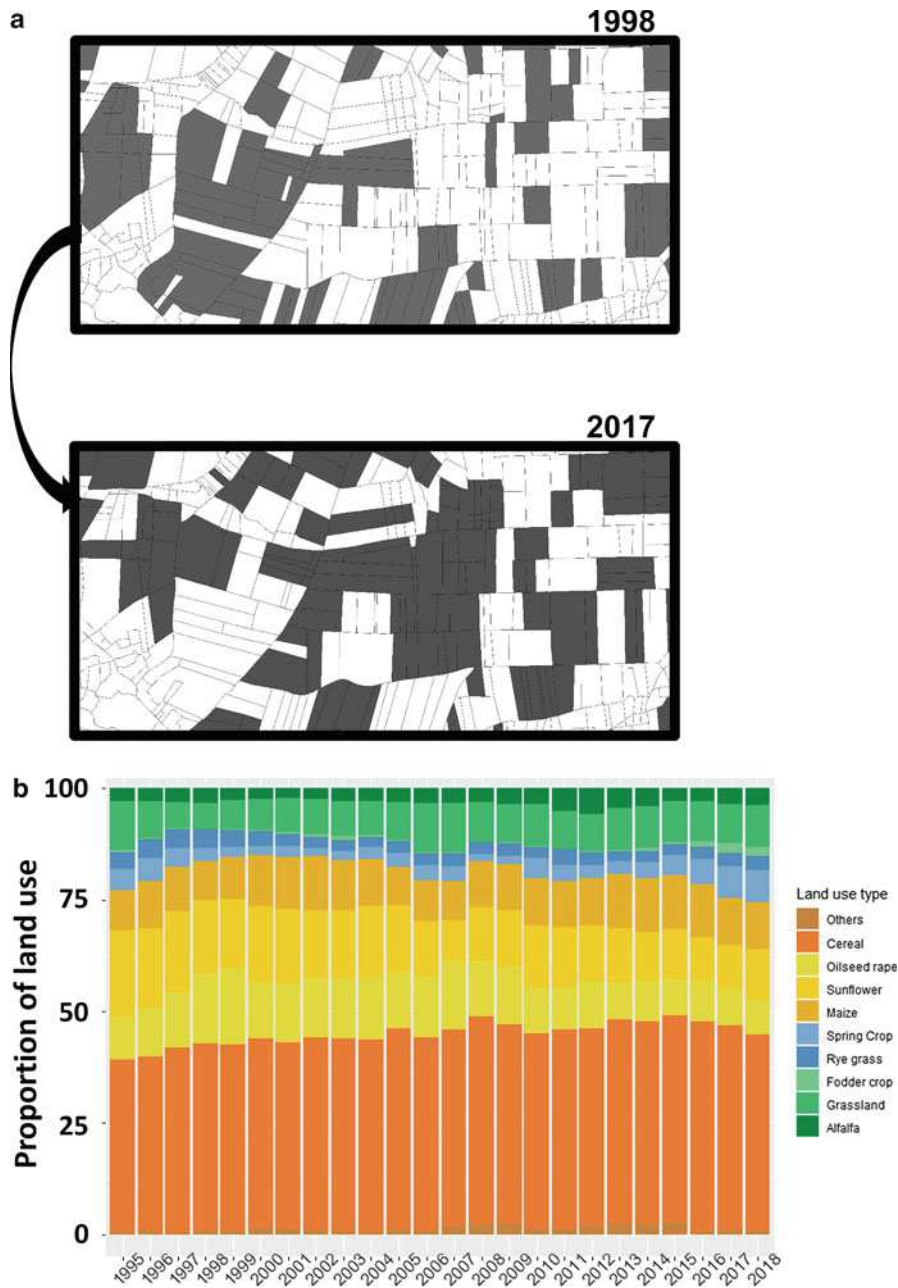 a
1998
2017
b
100
75
50
25
0
Proportion of land use
1995
1996
1997
1998
1999
2000
2001
2002
2003
2004
2005
2006
2007
2008
2009
2010
2011
2012
2013
2014
2015
2016
2017
2018
Land use type
Others
Cereal
Oilseed rape
Sunflower
Maize
Spring Crop
Rye grass
Fodder crop
Grassland
Alfalfa